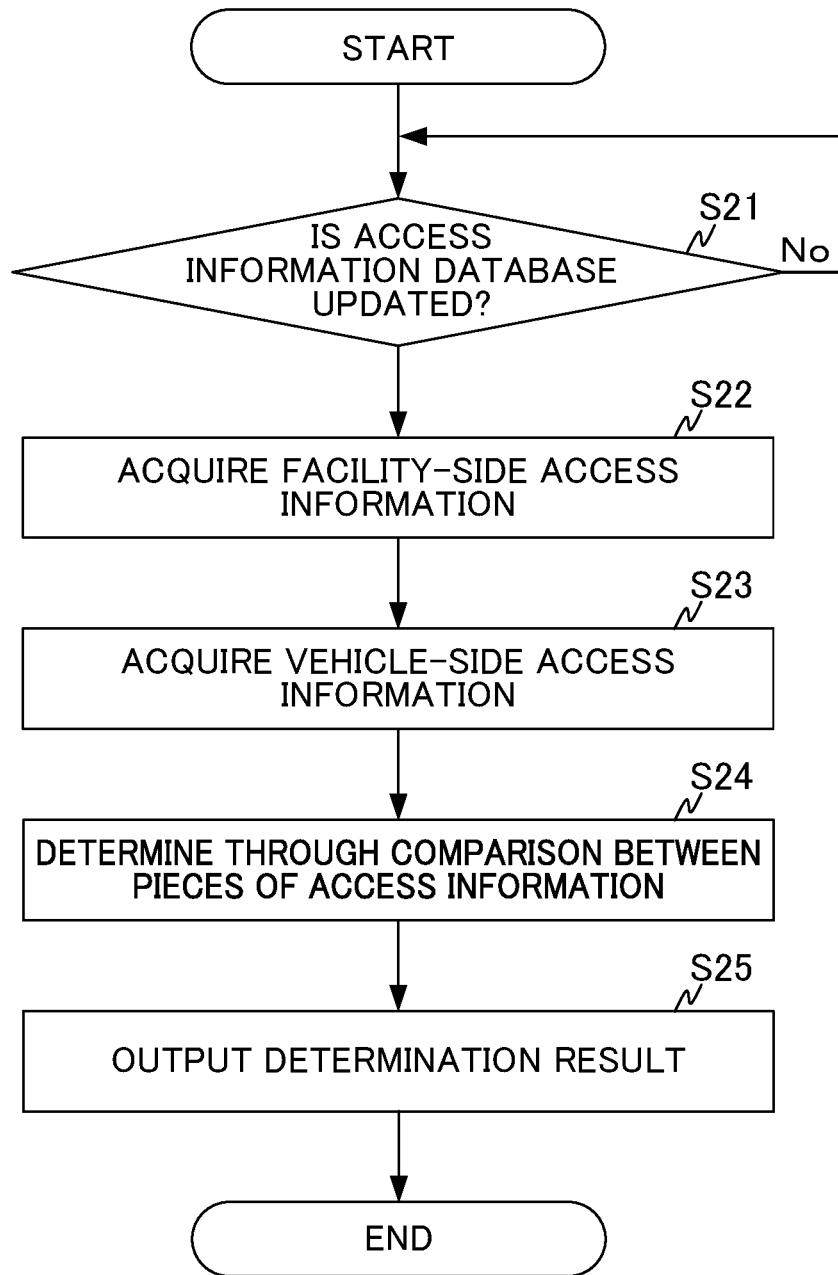 START
S21
IS ACCESS
INFORMATION DATABASE
UPDATED?
No
S22
ACQUIRE FACILITY-SIDE ACCESS
INFORMATION
S23
ACQUIRE VEHICLE-SIDE ACCESS
INFORMATION
S24
DETERMINE THROUGH COMPARISON BETWEEN
PIECES OF ACCESS INFORMATION
S25
OUTPUT DETERMINATION RESULT
END